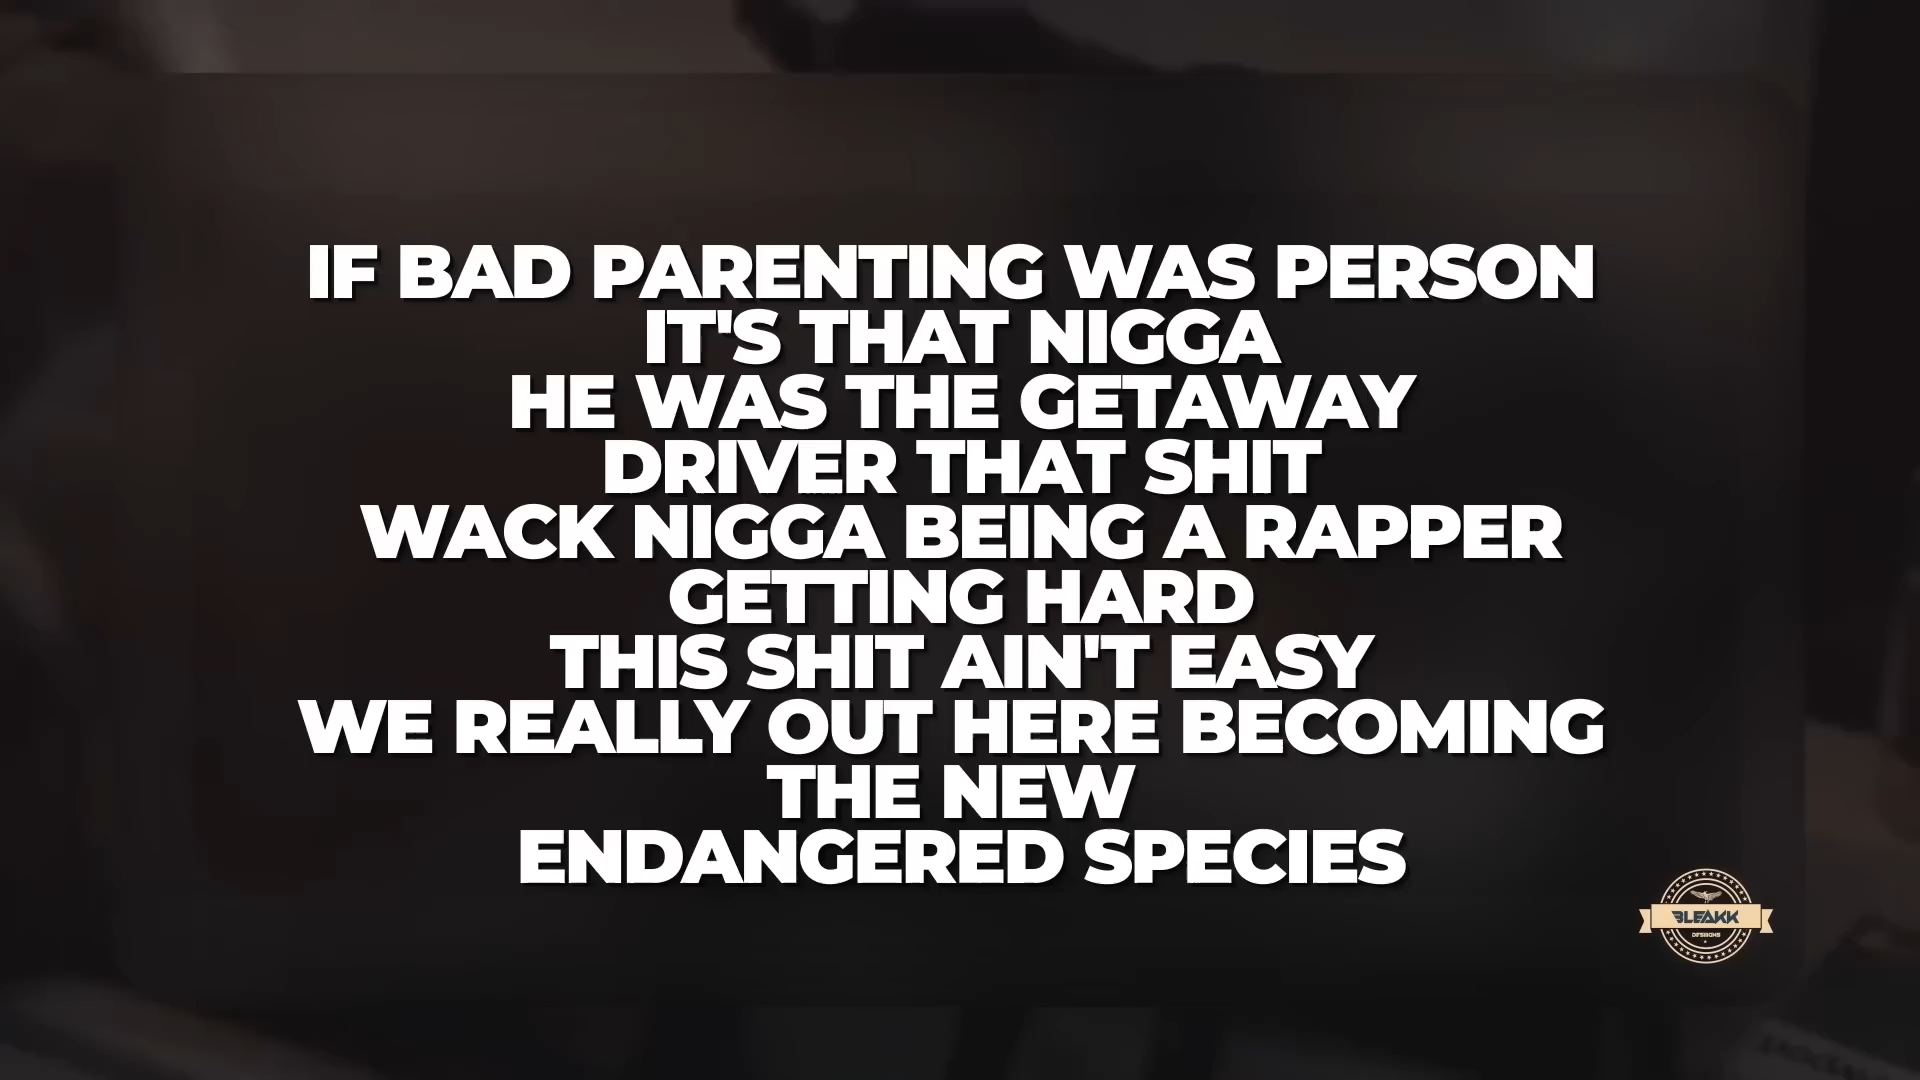 IF BAD PARENTING WAS PERSON
IT'S THAT NIGGA
HE WAS THE GETAWAY
DRIVER THAT SHIT
WACK NIGGA BEING A RAPPER
GETTING HARD
THIS SHIT AIN'T EASY
WE REALLY OUT HERE BECOMING
THE NEW
ENDANGERED SPECIES
BLEAKK
DESIGNS